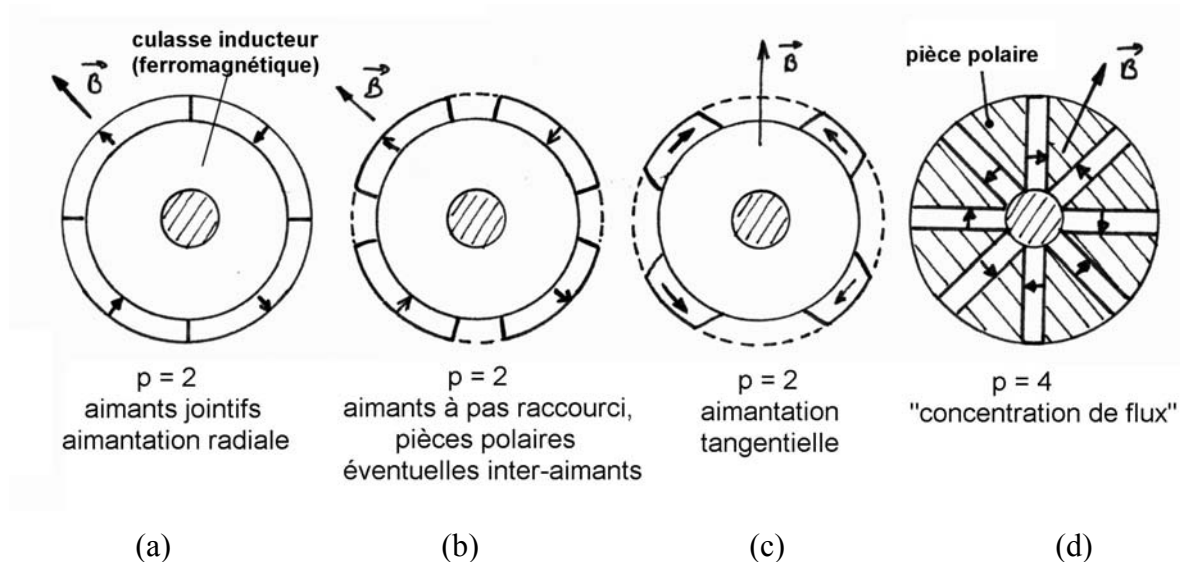 culasse inducteur
(ferromagnétique)
B
B
B
pièce polaire
B
p = 2
aimants jointifs
aimantation radiale
p = 2
aimants à pas raccourci,
pièces polaires
éventuelles inter-aimants
p = 2
aimantation
tangentielle
p = 4
"concentration de flux"
(a)
(b)
(c)
(d)